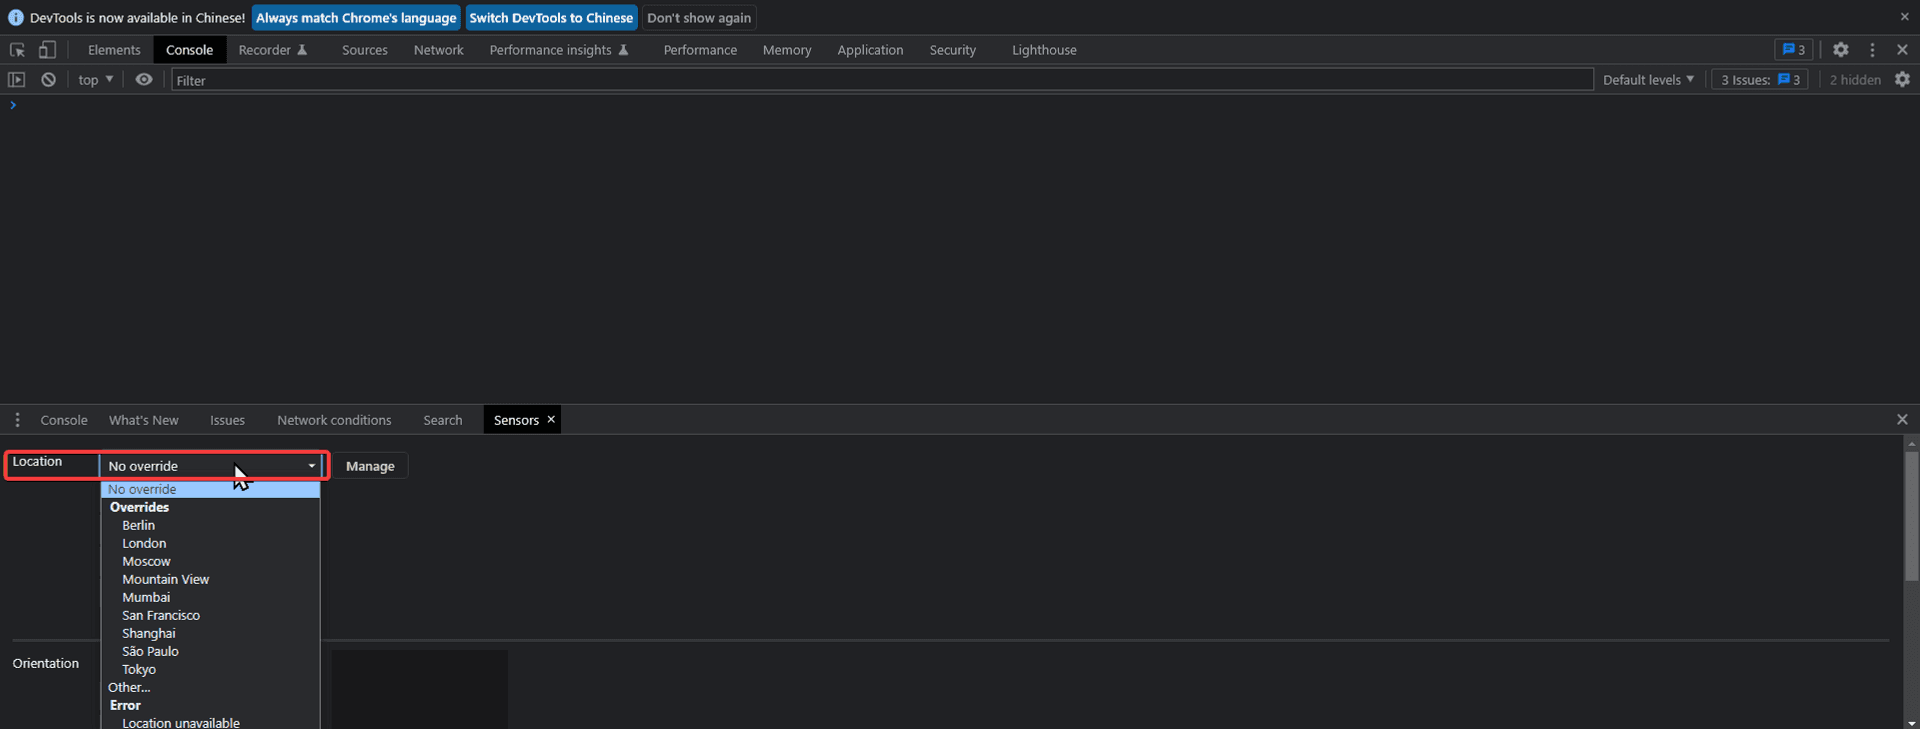 DevTools is now available in Chinese! Always match Chrome's language Switch DevTools to Chinese Don't show again
Elements Console Recorder Sources Network Performance insights Performance Memory Application Security Lighthouse 3
top Filter Default levels 3 Issues: 3 2 hidden
Console What's New Issues Network conditions Search Sensors
Location No override Manage
No override
Overrides
Berlin
London
Moscow
Mountain View
Mumbai
San Francisco
Shanghai
São Paulo
Orientation
Tokyo
Other...
Error
Location unavailable